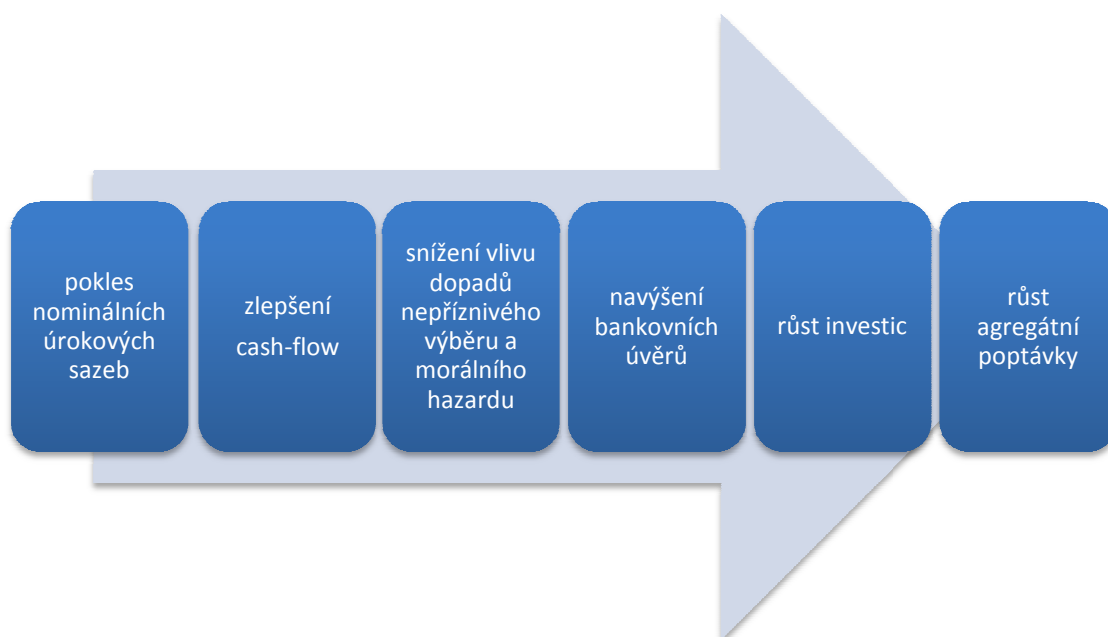 pokles
nominálních
úrokových
sazeb
zlepšení
cash-flow
snížení vlivu
dopadů
nepříznivého
výběru a
morálního
hazardu
navýšení
bankovních
úvěrů
růst investic
růst
agregátní
poptávky